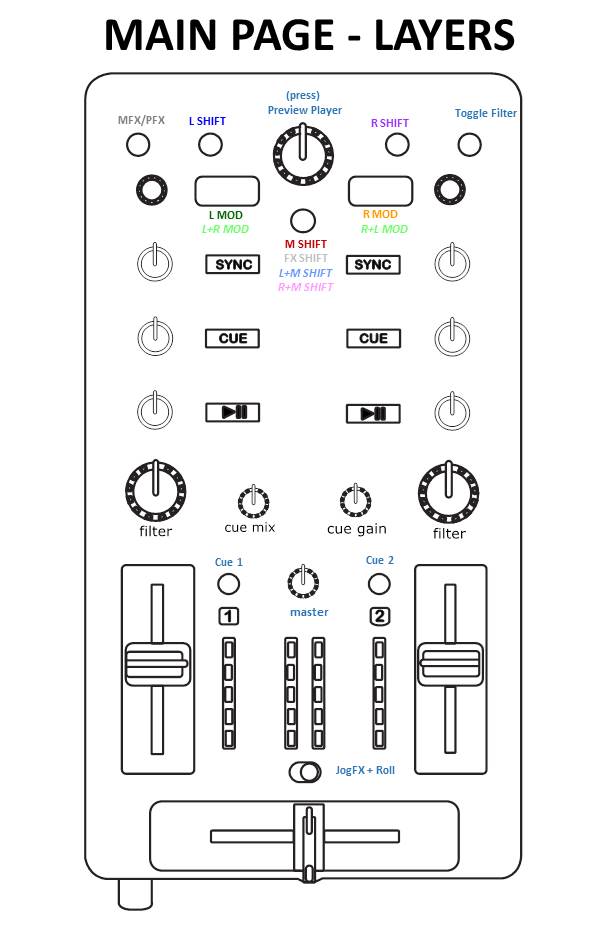 MAIN PAGE - LAYERS
(press)
Preview Player
MFX/PFX
L SHIFT
R SHIFT
Toggle Filter
L MOD
L+R MOD
R MOD
R+L MOD
M SHIFT
FX SHIFT
L+M SHIFT
R+M SHIFT
SYNC
SYNC
CUE
CUE
filter
cue mix
cue gain
filter
Cue 1
Cue 2
master
1
2
JogFX + Roll